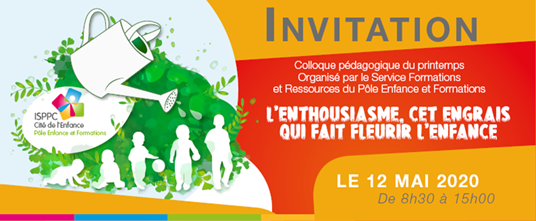 INVITATION
Colloque pédagogique du printemps
Organisé par le Service Formations
et Ressources du Pôle Enfance et Formations
L'ENTHOUSIASME, CET ENGRAIS
QUI FAIT FLEURIR L'ENFANCE
LE 12 MAI 2020
De 8h30 à 15h00
ISPPC
Cité de l'Enfance
Pôle Enfance et Formations